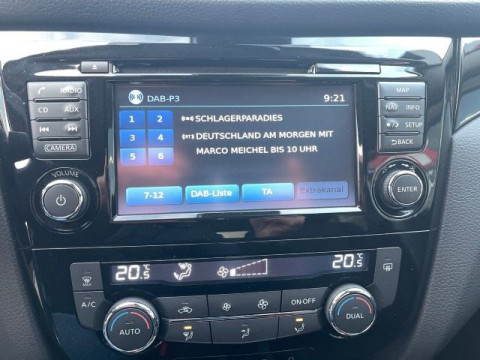 RADIO
CD AUX
CAMERA
VOLUME
DAB-P3 9:21
1 2 SCHLAGERPARADIES
3 4 DEUTSCHLAND AM MORGEN MIT
5 6 MARCO MEICHEL BIS 10 UHR
7-12 DAB-Liste TA Extrakanal
MAP
NAV INFO
SETUP
BACK
ENTER
20.5 20.5
MAX
A/C
ON·OFF
AUTO
DUAL